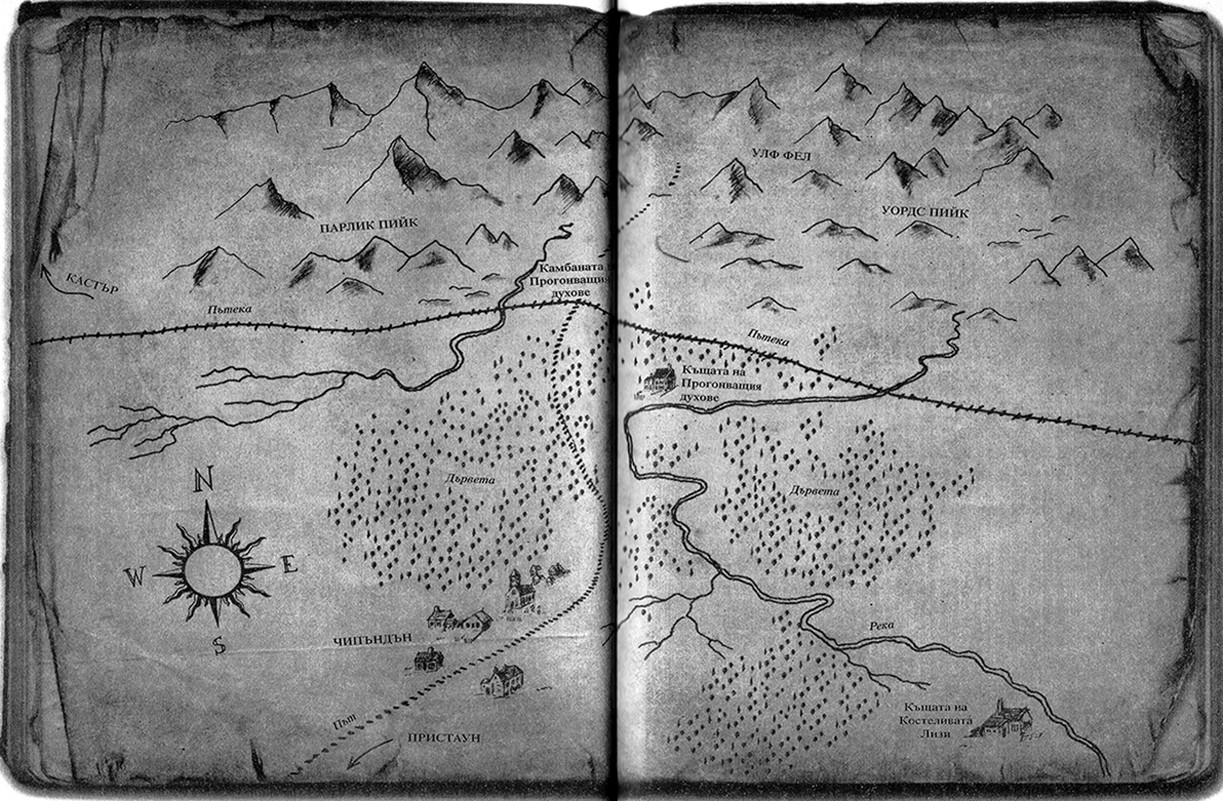 УЛФ ФЕЛ
УОРДС ПИЙК
ПАРЛИК ПИЙК
КАСТЪР
Камбаната
Прогонващия
духове
Пътека
Пътека
Къщата на
Прогонващия
духове
N
W
E
S
Дървета
Дървета
ЧИПЪНДЪН
Река
Път
ПРИСТАУН
Къщата на
Костеливата
Лизи